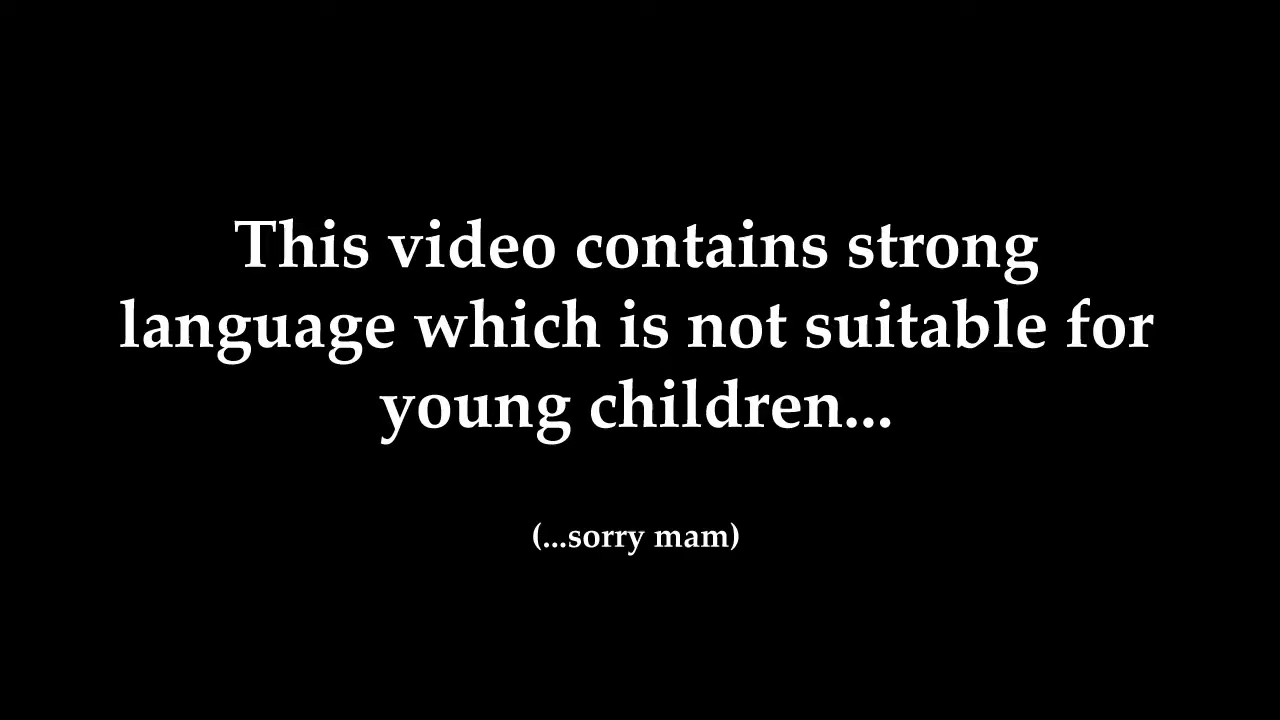 This video contains strong
language which is not suitable for
young children...
(...sorry mam)